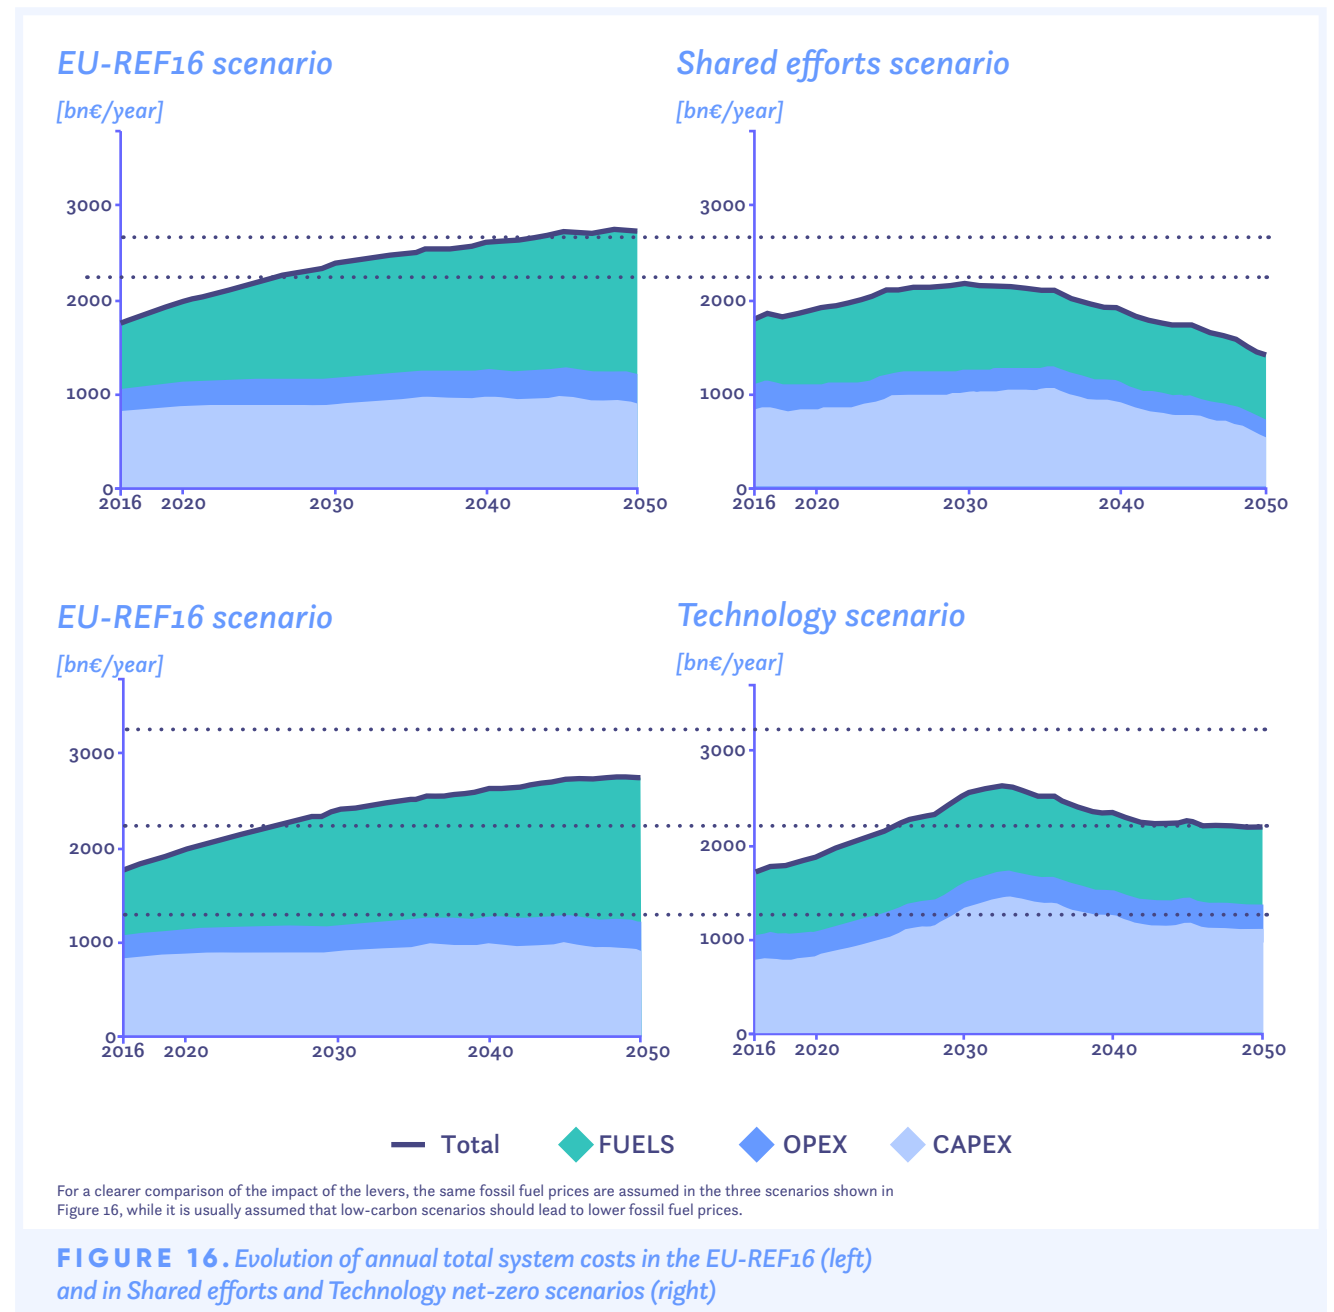 EU-REF16 scenario
[bn€/year]
3000
2000
1000
0
2016 2020 2030 2040 2050
Shared efforts scenario
[bn€/year]
3000
2000
1000
0
2016 2020 2030 2040 2050
EU-REF16 scenario
[bn€/year]
3000
2000
1000
0
2016 2020 2030 2040 2050
Technology scenario
[bn€/year]
3000
2000
1000
0
2016 2020 2030 2040 2050
Total FUELS OPEX CAPEX
For a clearer comparison of the impact of the levers, the same fossil fuel prices are assumed in the three scenarios shown in
Figure 16, while it is usually assumed that low-carbon scenarios should lead to lower fossil fuel prices.
FIGURE 16. Evolution of annual total system costs in the EU-REF16 (left)
and in Shared efforts and Technology net-zero scenarios (right)